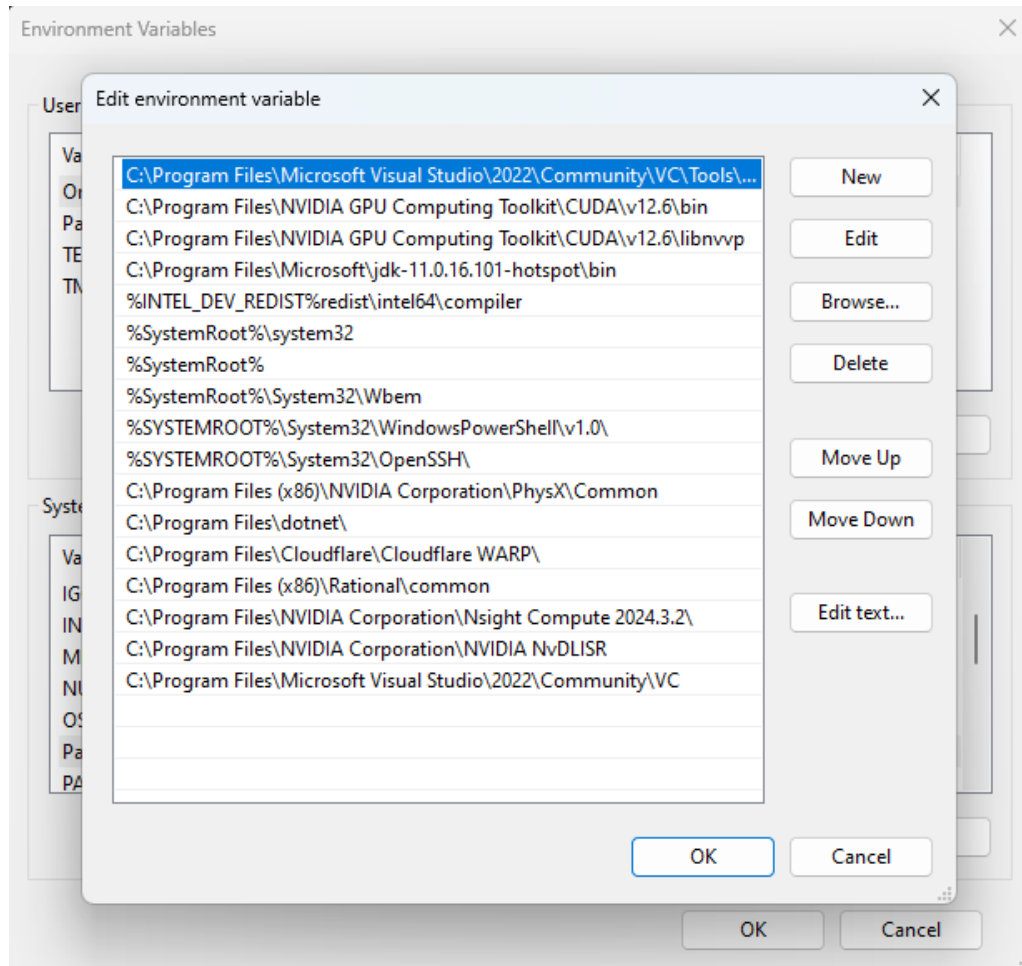 Environment Variables
Edit environment variable
User
Va
Pa
TE
C:\Program Files\Microsoft Visual Studio\2022\Community\VC\Tools\...
C:\Program Files\NVIDIA GPU Computing Toolkit\CUDA\v12.6\bin
C:\Program Files\NVIDIA GPU Computing Toolkit\CUDA\v12.6\libnvvp
C:\Program Files\Microsoft\jdk-11.0.16.101-hotspot\bin
%INTEL_DEV_REDIST%redist\intel64\compiler
%SystemRoot%\system32
%SystemRoot%
%SystemRoot%\System32\Wbem
%SYSTEMROOT%\System32\WindowsPowerShell\v1.0\
%SYSTEMROOT%\System32\OpenSSH\
C:\Program Files (x86)\NVIDIA Corporation\PhysX\Common
C:\Program Files\dotnet\
C:\Program Files\Cloudflare\Cloudflare WARP\
C:\Program Files (x86)\Rational\common
C:\Program Files\NVIDIA Corporation\Nsight Compute 2024.3.2\
C:\Program Files\NVIDIA Corporation\NVIDIA NvDLISR
C:\Program Files\Microsoft Visual Studio\2022\Community\VC
New
Edit
Browse...
Delete
Move Up
Move Down
Edit text...
Syste
Va
IG
IN
Pa
PA
OK
Cancel
OK
Cancel